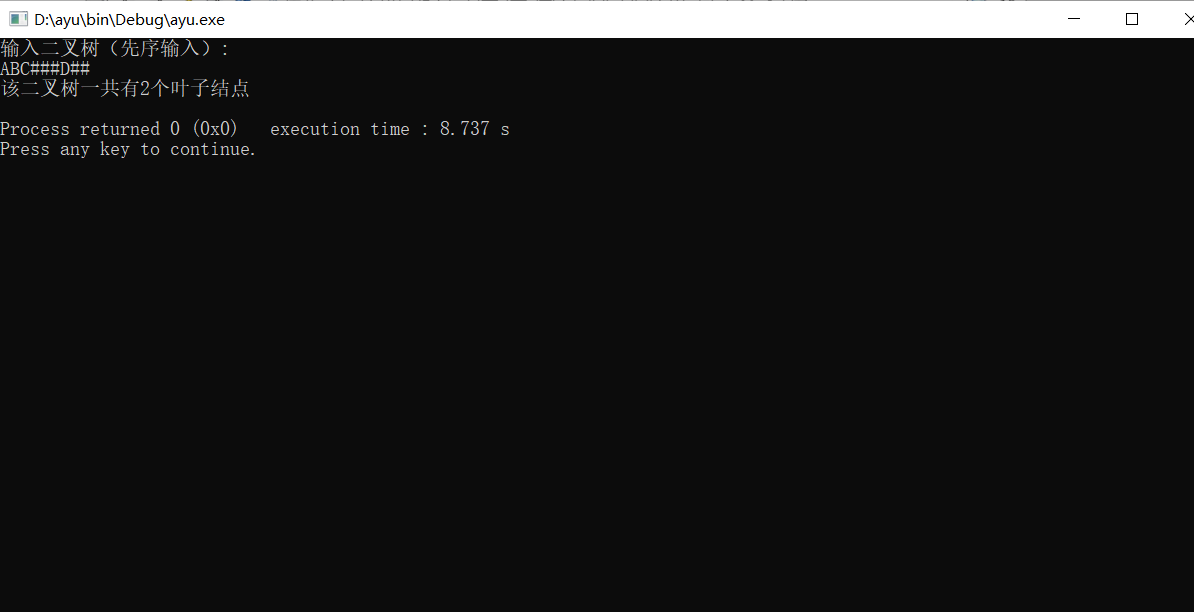 D:\ayu\bin\Debug\ayu.exe
输入二叉树（先序输入）:
ABC###D##
该二叉树一共有2个叶子结点
Process returned 0 (0x0)   execution time : 8.737 s
Press any key to continue.